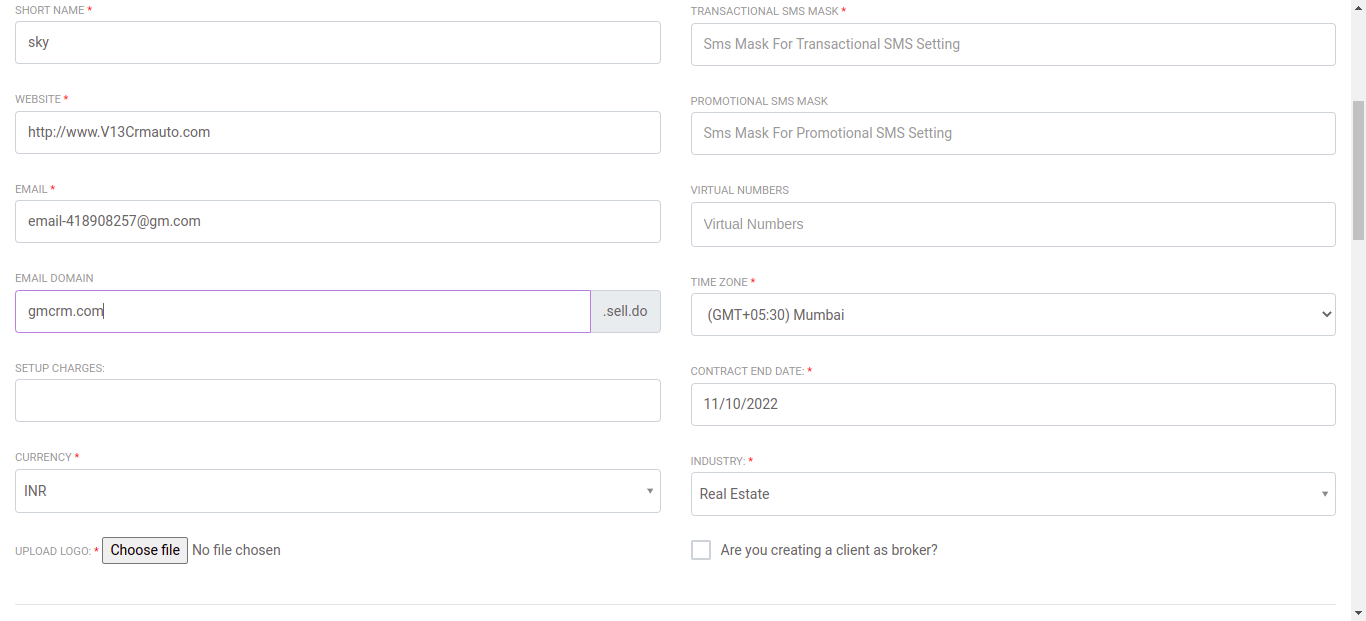 SHORT NAME *
sky
WEBSITE *
http://www.V13Crmauto.com
EMAIL *
email-418908257@gm.com
EMAIL DOMAIN
gmcrm.com .sell.do
SETUP CHARGES:
CURRENCY *
INR
UPLOAD LOGO: * Choose file No file chosen
TRANSACTIONAL SMS MASK *
Sms Mask For Transactional SMS Setting
PROMOTIONAL SMS MASK
Sms Mask For Promotional SMS Setting
VIRTUAL NUMBERS
Virtual Numbers
TIME ZONE *
(GMT+05:30) Mumbai
CONTRACT END DATE: *
11/10/2022
INDUSTRY: *
Real Estate
Are you creating a client as broker?